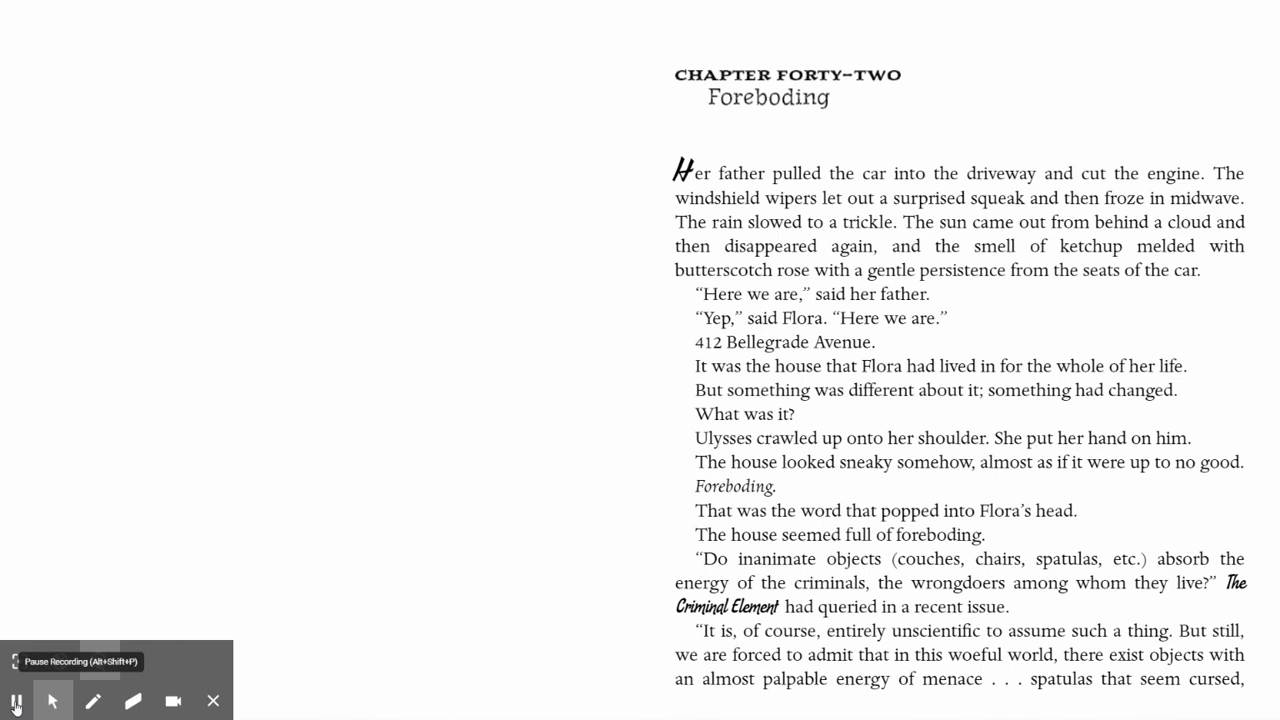 CHAPTER FORTY-TWO
Foreboding
Her father pulled the car into the driveway and cut the engine. The
windshield wipers let out a surprised squeak and then froze in midwave.
The rain slowed to a trickle. The sun came out from behind a cloud and
then disappeared again, and the smell of ketchup melded with
butterscotch rose with a gentle persistence from the seats of the car.
“Here we are,” said her father.
“Yep,” said Flora. “Here we are.”
412 Bellegrade Avenue.
It was the house that Flora had lived in for the whole of her life.
But something was different about it; something had changed.
What was it?
Ulysses crawled up onto her shoulder. She put her hand on him.
The house looked sneaky somehow, almost as if it were up to no good.
Foreboding.
That was the word that popped into Flora’s head.
The house seemed full of foreboding.
“Do inanimate objects (couches, chairs, spatulas, etc.) absorb the
energy of the criminals, the wrongdoers among whom they live?” The
Criminal Element had queried in a recent issue.
“It is, of course, entirely unscientific to assume such a thing. But still,
we are forced to admit that in this woeful world, there exist objects with
an almost palpable energy of menace . . . spatulas that seem cursed,
Pause Recording (Alt+Shift+P)